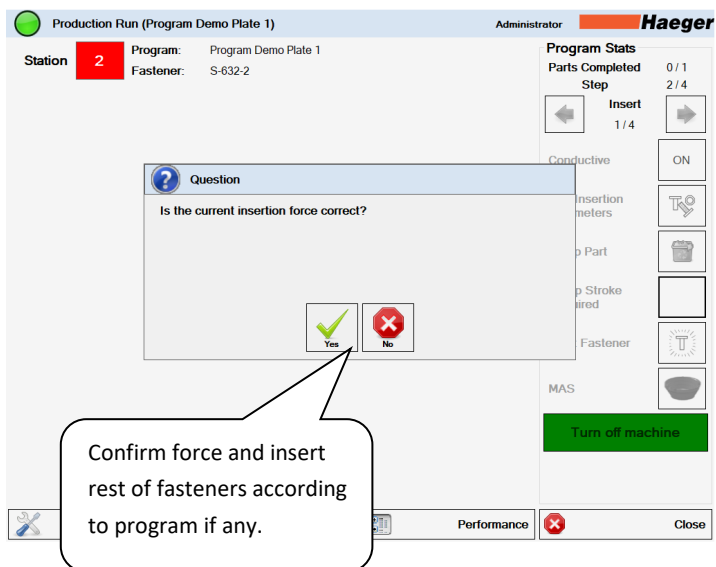 Production Run (Program Demo Plate 1)
Administrator
Haeger
Station
2
Program: Program Demo Plate 1
Fastener: S-632-2
Program Stats
Parts Completed 0 / 1
Step 2 / 4
Insert
1 / 4
Conductive ON
Insertion
meters
p Part
p Stroke
ired
Fastener
MAS
Turn off machine
Question
Is the current insertion force correct?
Yes
No
Confirm force and insert
rest of fasteners according
to program if any.
Performance
Close